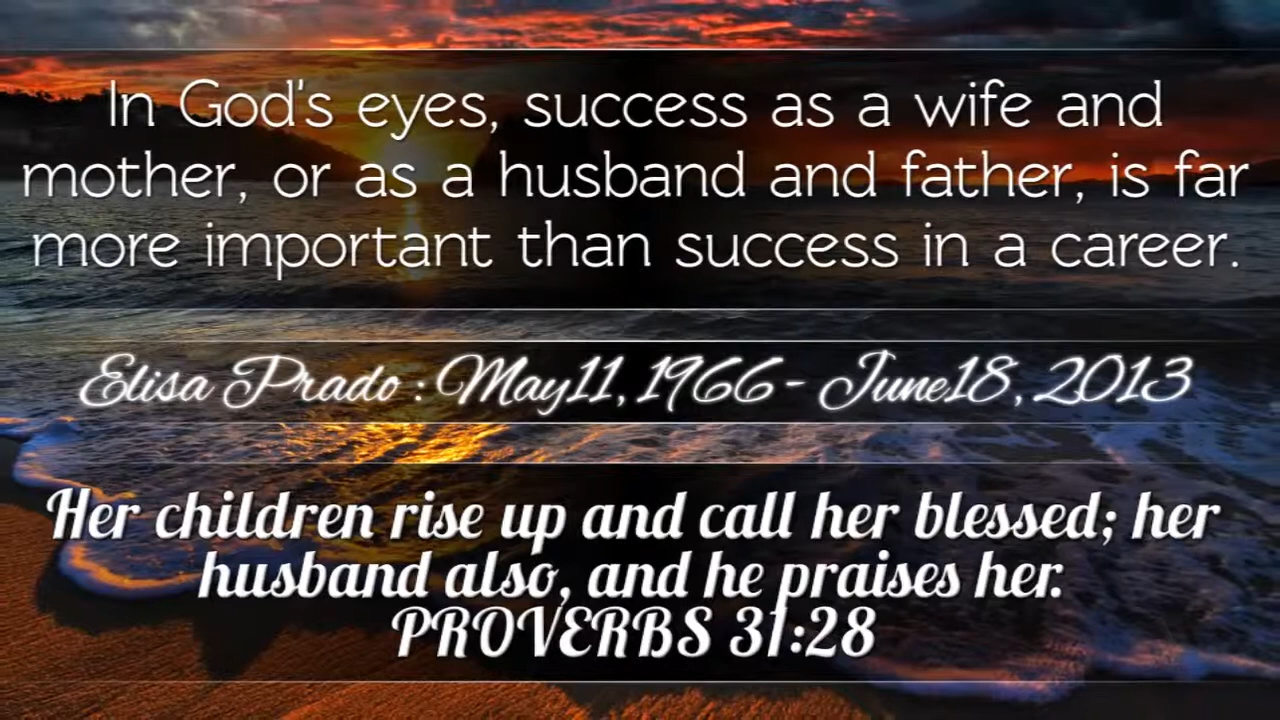 In God's eyes, success as a wife and
mother, or as a husband and father, is far
more important than success in a career.
Elisa Prado : May11, 1966 - June18, 2013
Her children rise up and call her blessed; her
husband also, and he praises her.
PROVERBS 31:28